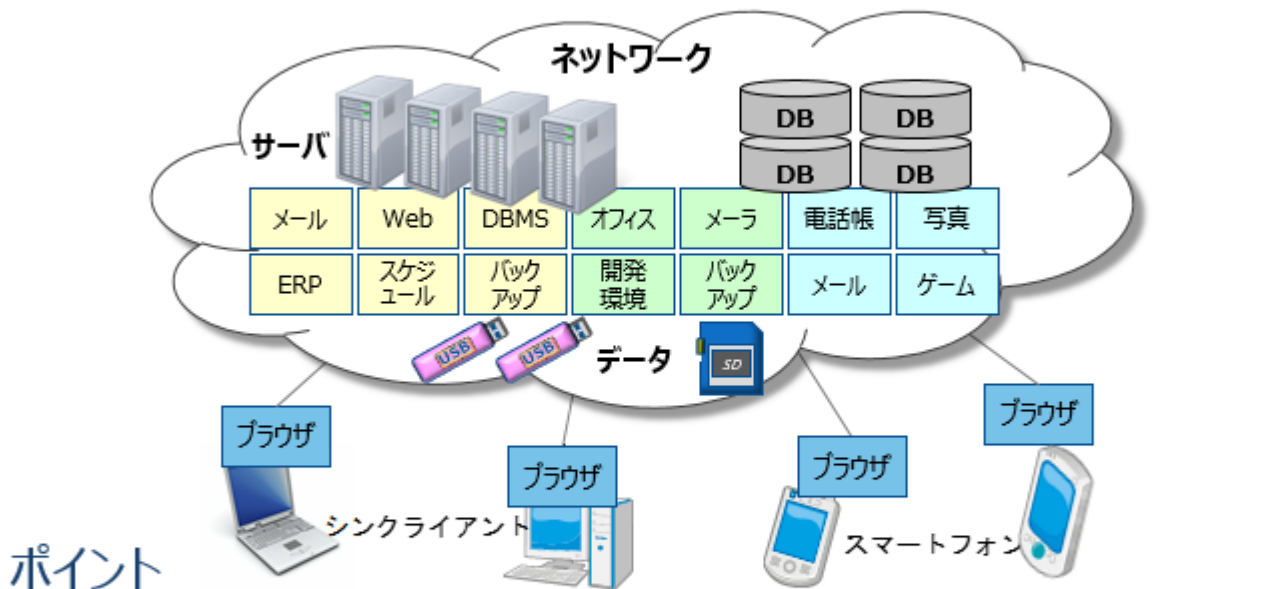 ネットワーク
サーバ
DB
DB
DB
DB
メール
Web
DBMS
オフィス
メーラ
電話帳
写真
ERP
スケジ
ュール
バック
アップ
開発
環境
バック
アップ
メール
ゲーム
USB
USB
データ
SD
ブラウザ
ブラウザ
ブラウザ
ブラウザ
シンクライアント
スマートフォン
ポイント